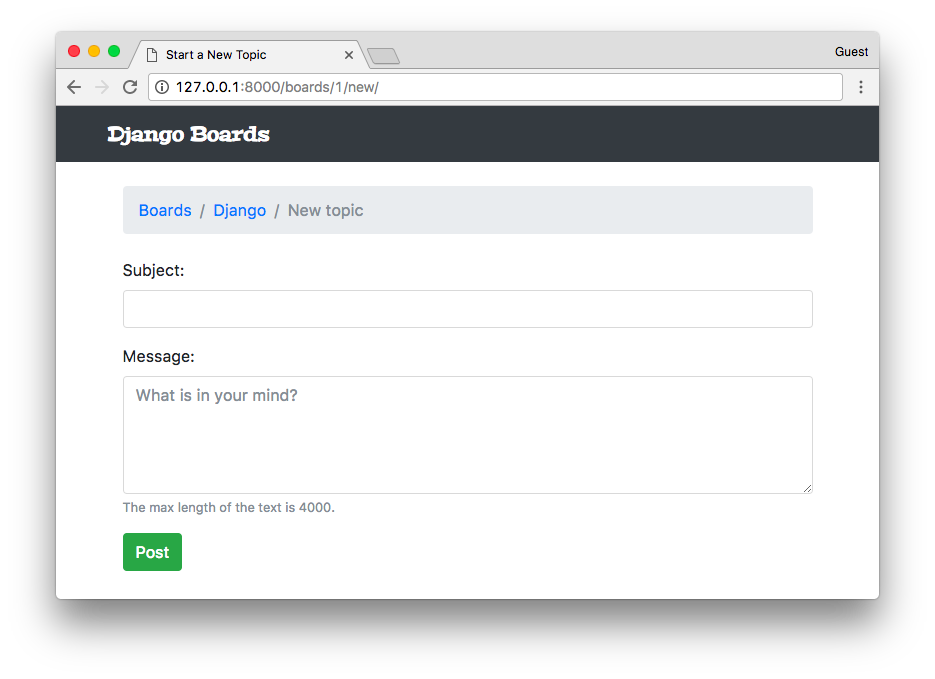 Start a New Topic
Guest
127.0.0.1:8000/boards/1/new/
Django Boards
Boards / Django / New topic
Subject:
Message:
What is in your mind?
The max length of the text is 4000.
Post